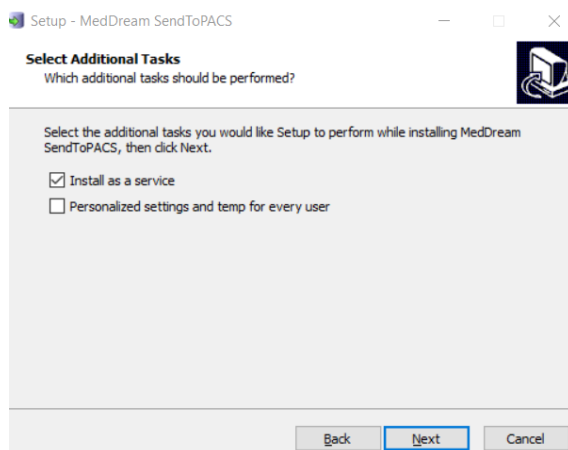 Setup - MedDream SendToPACS
Select Additional Tasks
Which additional tasks should be performed?
Select the additional tasks you would like Setup to perform while installing MedDream
SendToPACS, then click Next.
Install as a service
Personalized settings and temp for every user
Back
Next
Cancel